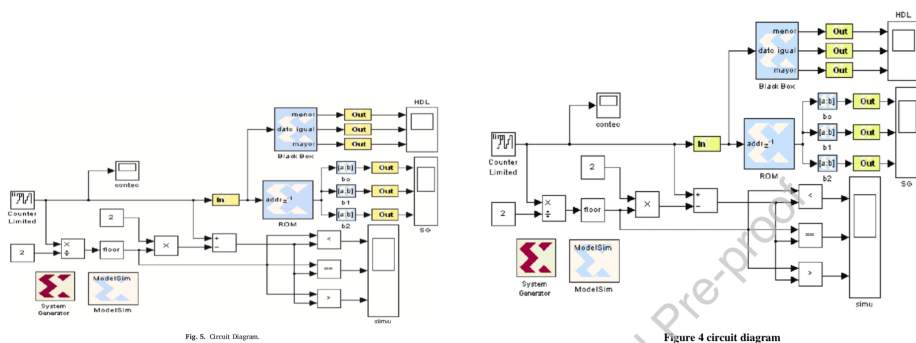 HDL
menor
dato igual
mayor
Out
Out
Out
Black Box
contec
Counter
Limited
In
addr z⁻¹
ROM
[a:b]
bo
[a:b]
b1
[a:b]
b2
Out
Out
Out
SG
2
2
×
÷
floor
×
+
−
<
==
>
simu
System
Generator
ModelSim
ModelSim
Fig. 5. Circuit Diagram.
HDL
menor
dato igual
mayor
Out
Out
Out
Black Box
contec
Counter
Limited
In
addr z⁻¹
ROM
[a:b]
bo
[a:b]
b1
[a:b]
b2
Out
Out
Out
SG
2
2
×
÷
floor
×
+
−
<
==
>
simu
System
Generator
ModelSim
ModelSim
Pre-proof
Figure 4 circuit diagram